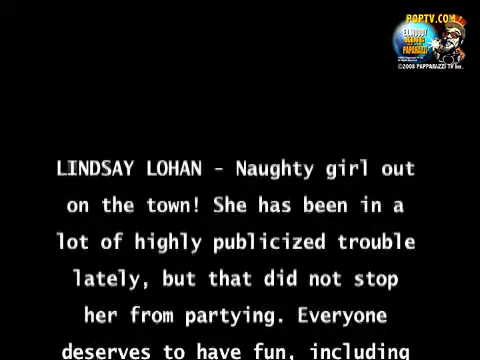 POPTV.COM
KING
PAPARAZZI
©2008 PAPPARAZZI TV Inc.
LINDSAY LOHAN - Naughty girl out
on the town! She has been in a
lot of highly publicized trouble
lately, but that did not stop
her from partying. Everyone
deserves to have fun, including